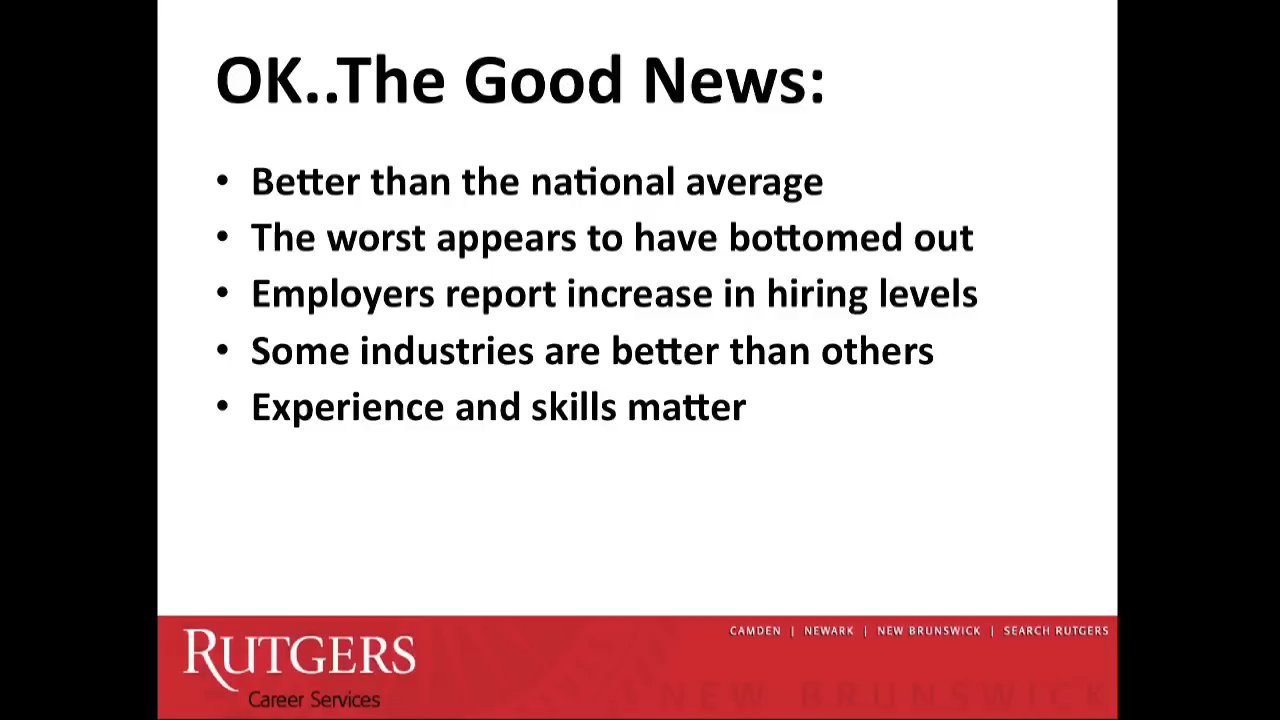 OK..The Good News:
• Better than the national average
• The worst appears to have bottomed out
• Employers report increase in hiring levels
• Some industries are better than others
• Experience and skills matter
CAMDEN | NEWARK | NEW BRUNSWICK | SEARCH RUTGERS
RUTGERS
Career Services
NEW BRUNSWICK